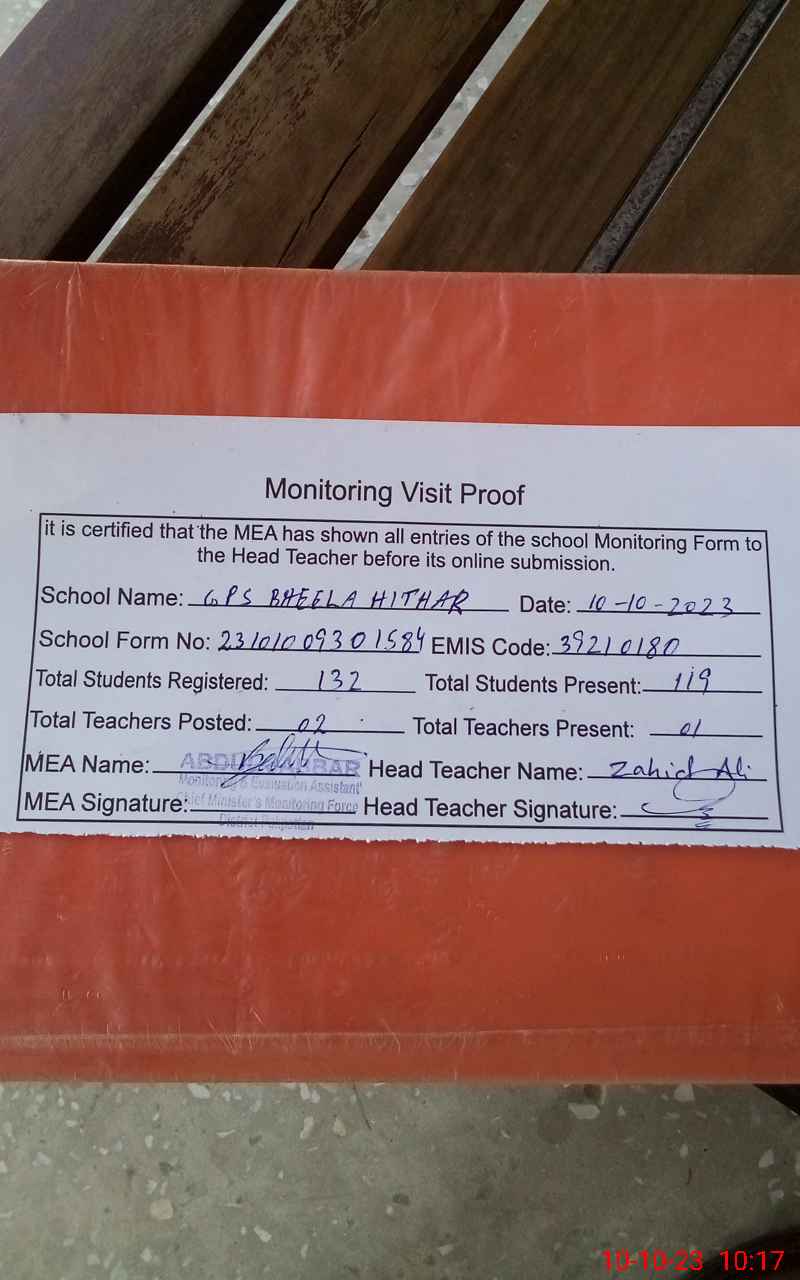 Monitoring Visit Proof
it is certified that the MEA has shown all entries of the school Monitoring Form to
the Head Teacher before its online submission.
School Name: GPS BHEELA HITHAR Date: 10-10-2023
School Form No: 23101009301584 EMIS Code: 39210180
Total Students Registered: 132 Total Students Present: 119
Total Teachers Posted: 02 Total Teachers Present: 01
MEA Name: Head Teacher Name: Zahid Ali
Monitoring & Evaluation Assistant
MEA Signature: Chief Minister's Monitoring Force Head Teacher Signature:
District Pakpattan
10-10-23 10:17